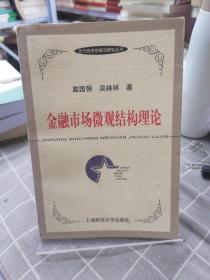 当代经济学前沿研究丛书
戴国强 吴林祥 著
金融市场微观结构理论
JINRONG SHICHANG WEIGUAN JIEGOU LILUN
上海财经大学出版社